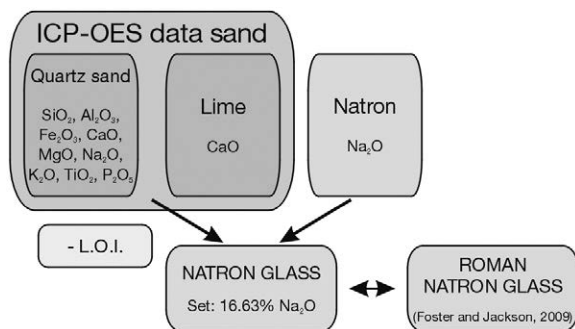 ICP-OES data sand
Quartz sand
SiO₂, Al₂O₃,
Fe₂O₃, CaO,
MgO, Na₂O,
K₂O, TiO₂, P₂O₅
Lime
CaO
Natron
Na₂O
- L.O.I.
NATRON GLASS
Set: 16.63% Na₂O
ROMAN
NATRON GLASS
(Foster and Jackson, 2009)